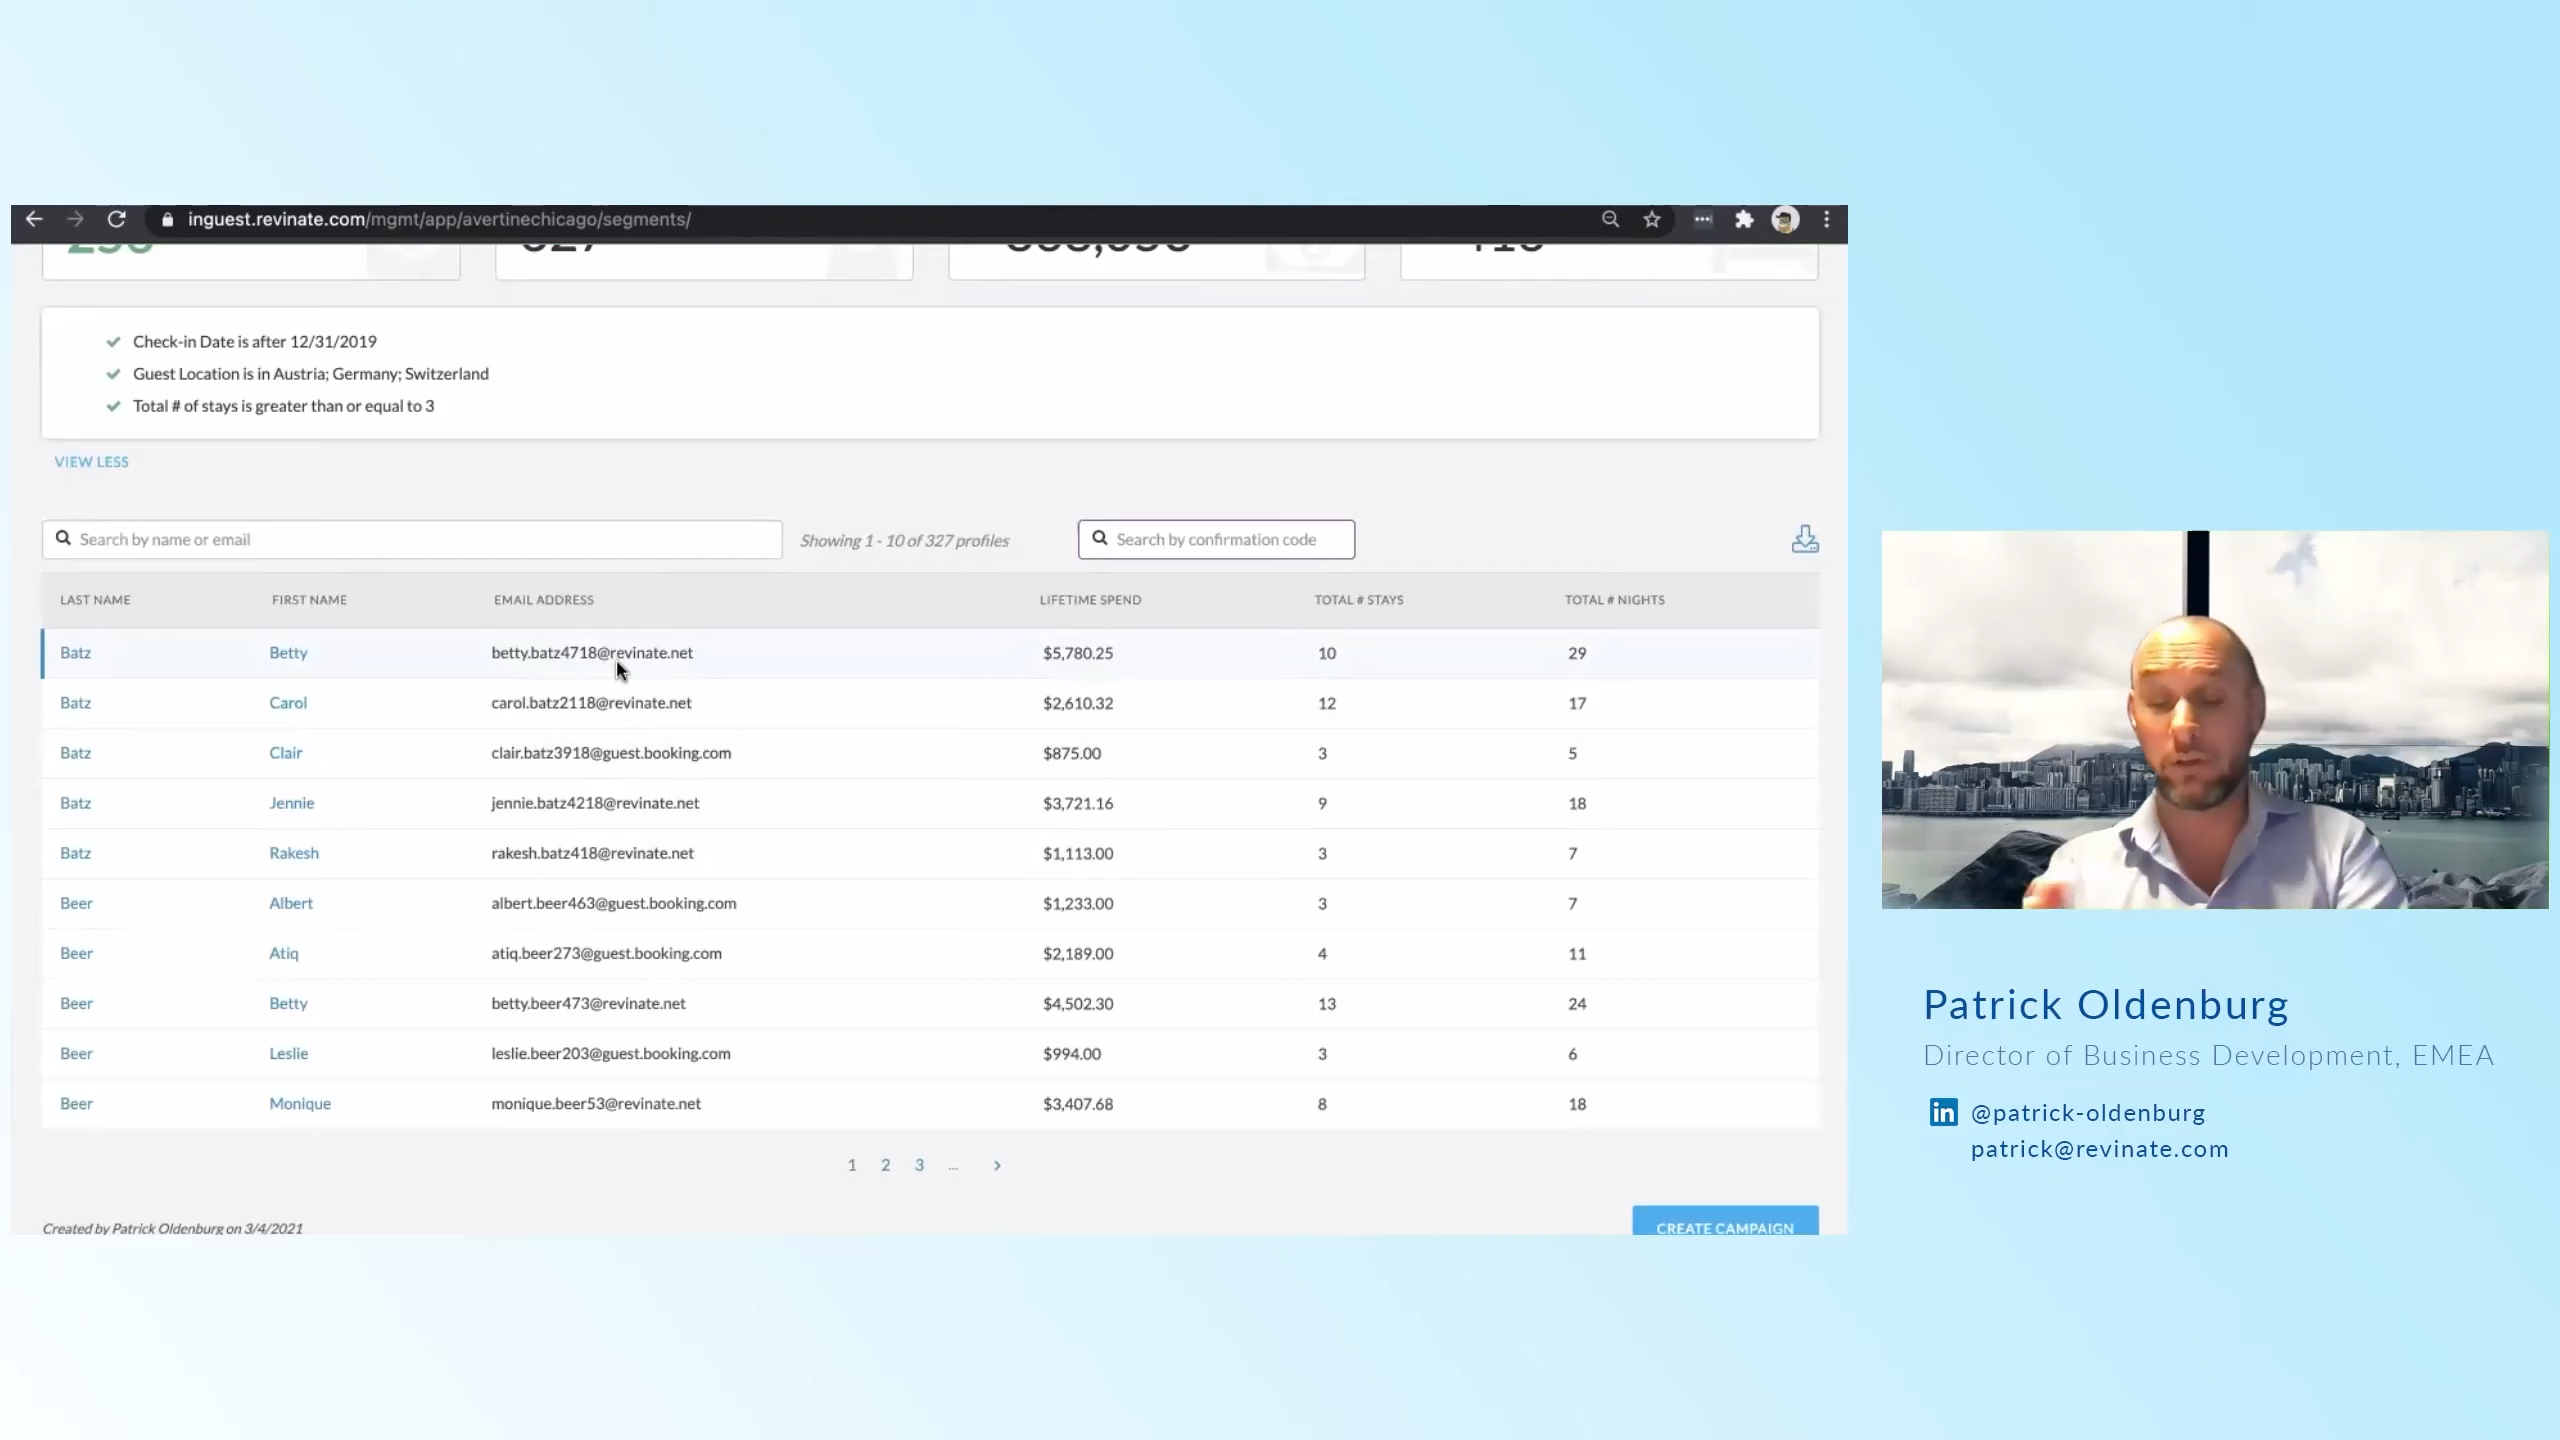 inguest.revinate.com/mgmt/app/avertinechicago/segments/
Check-in Date is after 12/31/2019
Guest Location is in Austria; Germany; Switzerland
Total # of stays is greater than or equal to 3
VIEW LESS
Search by name or email
Showing 1 - 10 of 327 profiles
Search by confirmation code
LAST NAME FIRST NAME EMAIL ADDRESS LIFETIME SPEND TOTAL # STAYS TOTAL # NIGHTS
Batz Betty betty.batz4718@revinate.net $5,780.25 10 29
Batz Carol carol.batz2118@revinate.net $2,610.32 12 17
Batz Clair clair.batz3918@guest.booking.com $875.00 3 5
Batz Jennie jennie.batz4218@revinate.net $3,721.16 9 18
Batz Rakesh rakesh.batz418@revinate.net $1,113.00 3 7
Beer Albert albert.beer463@guest.booking.com $1,233.00 3 7
Beer Atiq atiq.beer273@guest.booking.com $2,189.00 4 11
Beer Betty betty.beer473@revinate.net $4,502.30 13 24
Beer Leslie leslie.beer203@guest.booking.com $994.00 3 6
Beer Monique monique.beer53@revinate.net $3,407.68 8 18
1 2 3 ... >
Created by Patrick Oldenburg on 3/4/2021
CREATE CAMPAIGN
Patrick Oldenburg
Director of Business Development, EMEA
in @patrick-oldenburg
patrick@revinate.com